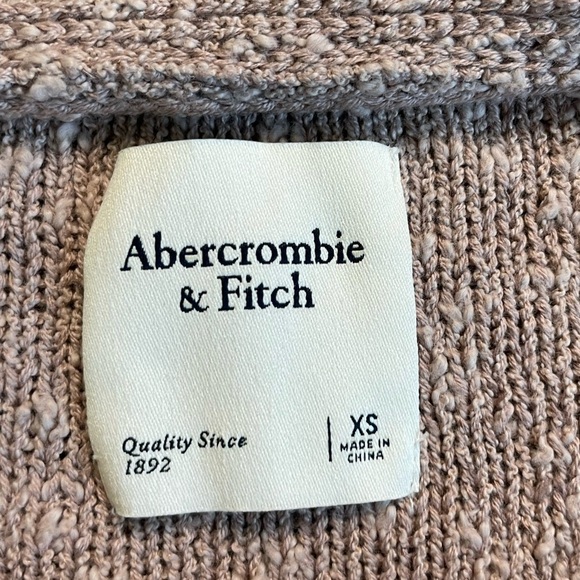 Abercrombie
& Fitch
Quality Since
1892
XS
MADE IN
CHINA